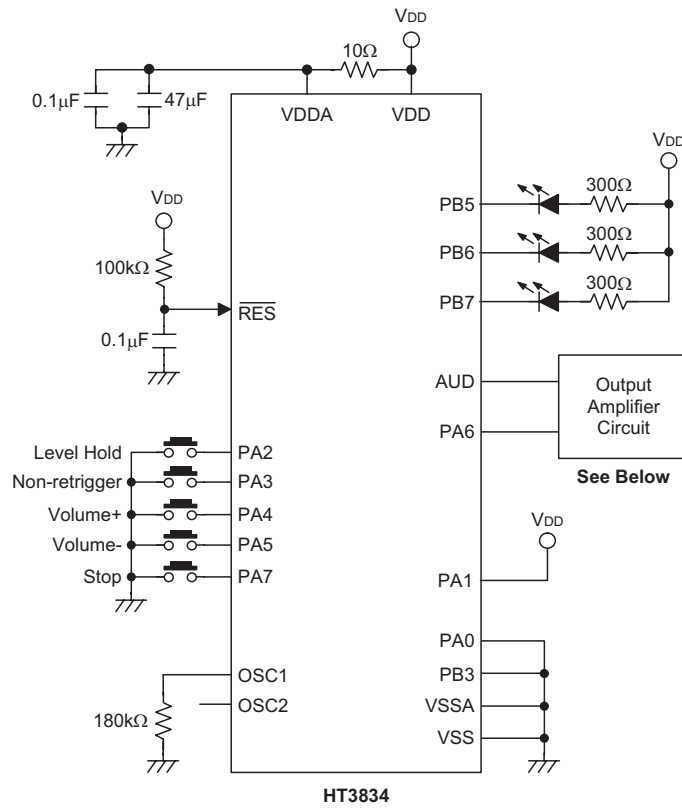 VDD
10Ω
0.1μF
47μF
VDDA
VDD
VDD
300Ω
PB5
VDD
300Ω
PB6
100kΩ
300Ω
PB7
RES
0.1μF
AUD
Output
Amplifier
Circuit
PA6
Level Hold
PA2
See Below
Non-retrigger
PA3
Volume+
PA4
VDD
Volume-
PA5
Stop
PA7
PA1
PA0
OSC1
PB3
OSC2
VSSA
180kΩ
VSS
HT3834